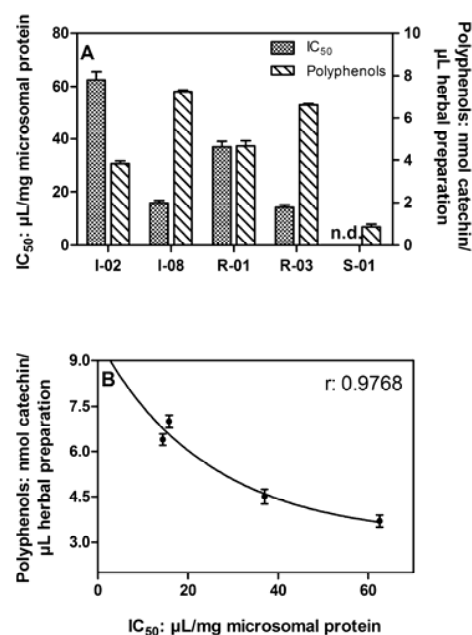 A
IC50
Polyphenols
IC50: µL/mg microsomal protein
80
60
40
20
0
Polyphenols: nmol catechin/
µL herbal preparation
10
8
6
4
2
0
n.d.
I-02 I-08 R-01 R-03 S-01
B
r: 0.9768
Polyphenols: nmol catechin/
µL herbal preparation
9.0
7.5
6.0
4.5
3.0
0 20 40 60
IC50: µL/mg microsomal protein